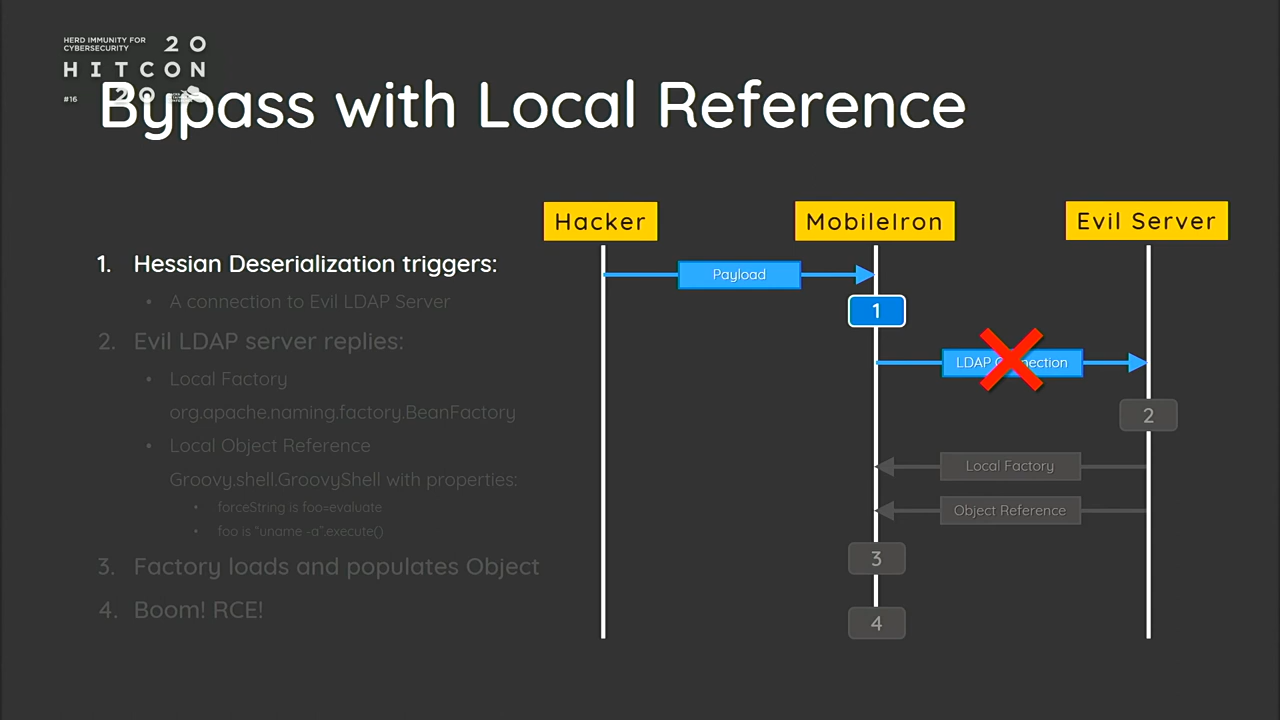 HERD IMMUNITY FOR
CYBERSECURITY
20
HITCON
#16
20
Bypass with Local Reference
Hacker
MobileIron
Evil Server
1. Hessian Deserialization triggers:
• A connection to Evil LDAP Server
2. Evil LDAP server replies:
• Local Factory
org.apache.naming.factory.BeanFactory
• Local Object Reference
Groovy.shell.GroovyShell with properties:
• forceString is foo=evaluate
• foo is “uname -a”.execute()
3. Factory loads and populates Object
4. Boom! RCE!
Payload
1
LDAP Connection
2
Local Factory
Object Reference
3
4